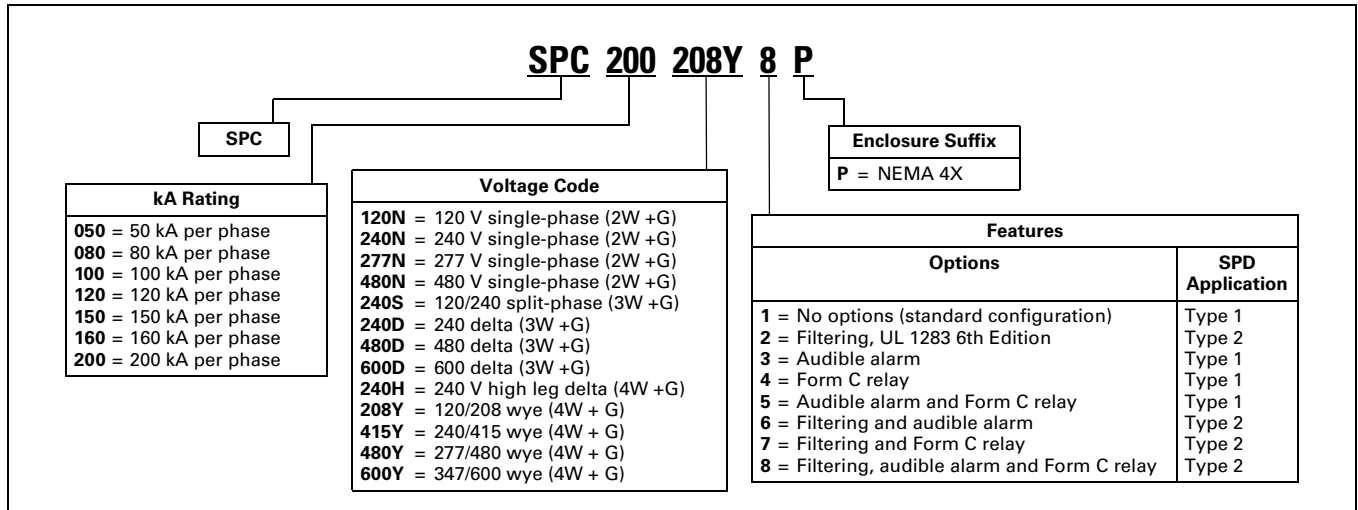 SPC 200 208Y 8 P
SPC
Enclosure Suffix
P = NEMA 4X
kA Rating
050 = 50 kA per phase
080 = 80 kA per phase
100 = 100 kA per phase
120 = 120 kA per phase
150 = 150 kA per phase
160 = 160 kA per phase
200 = 200 kA per phase
Voltage Code
120N = 120 V single-phase (2W +G)
240N = 240 V single-phase (2W +G)
277N = 277 V single-phase (2W +G)
480N = 480 V single-phase (2W +G)
240S = 120/240 split-phase (3W +G)
240D = 240 delta (3W +G)
480D = 480 delta (3W +G)
600D = 600 delta (3W +G)
240H = 240 V high leg delta (4W +G)
208Y = 120/208 wye (4W + G)
415Y = 240/415 wye (4W + G)
480Y = 277/480 wye (4W + G)
600Y = 347/600 wye (4W + G)
Features
Options
SPD
Application
1 = No options (standard configuration) Type 1
2 = Filtering, UL 1283 6th Edition Type 2
3 = Audible alarm Type 1
4 = Form C relay Type 1
5 = Audible alarm and Form C relay Type 1
6 = Filtering and audible alarm Type 2
7 = Filtering and Form C relay Type 2
8 = Filtering, audible alarm and Form C relay Type 2